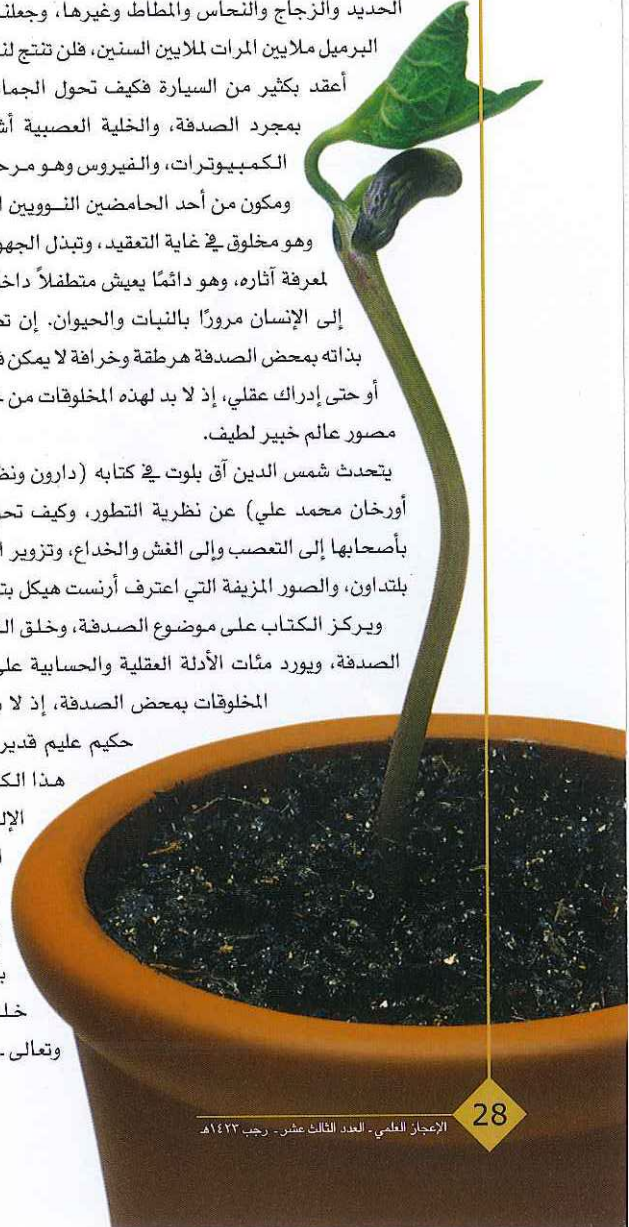 الحديد والزجاج والنحاس والمطاط وغيرها، وجعلنا
البرميل ملايين المرات لملايين السنين، فلن تنتج لنا
أعقد بكثير من السيارة فكيف تحول الجما
بمجرد الصدفة، والخلية العصبية أش
الكمبيوترات، والفيروس وهو مرح
ومكون من أحد الحامضين النوويين ا
وهو مخلوق في غاية التعقيد، وتبذل الجهو
لمعرفة آثاره، وهو دائمًا يعيش متطفلاً داخ
إلى الإنسان مرورًا بالنبات والحيوان. إن تص
بذاته بمحض الصدفة هرطقة وخرافة لا يمكن ق
أو حتى إدراك عقلي، إذ لا بد لهذه المخلوقات من
مصور عالم خبير لطيف.
يتحدث شمس الدين آق بلوت في كتابه (دارون ونظ
أورخان محمد علي) عن نظرية التطور، وكيف تحو
بأصحابها إلى التعصب وإلى الغش والخداع، وتزوير ا
بلتداون، والصور المزيفة التي اعترف أرنست هيكل بت
ويركز الكتاب على موضوع الصدفة، وخلق ال
الصدفة، ويورد مئات الأدلة العقلية والحسابية على
المخلوقات بمحض الصدفة، إذ لا ب
حكيم عليم قدير
هذا الك
الإل
ا
ب
خلـ
وتعالى ـ
28
الإعجاز العلمي ـ العدد الثالث عشر ـ رجب ١٤٢٣هـ